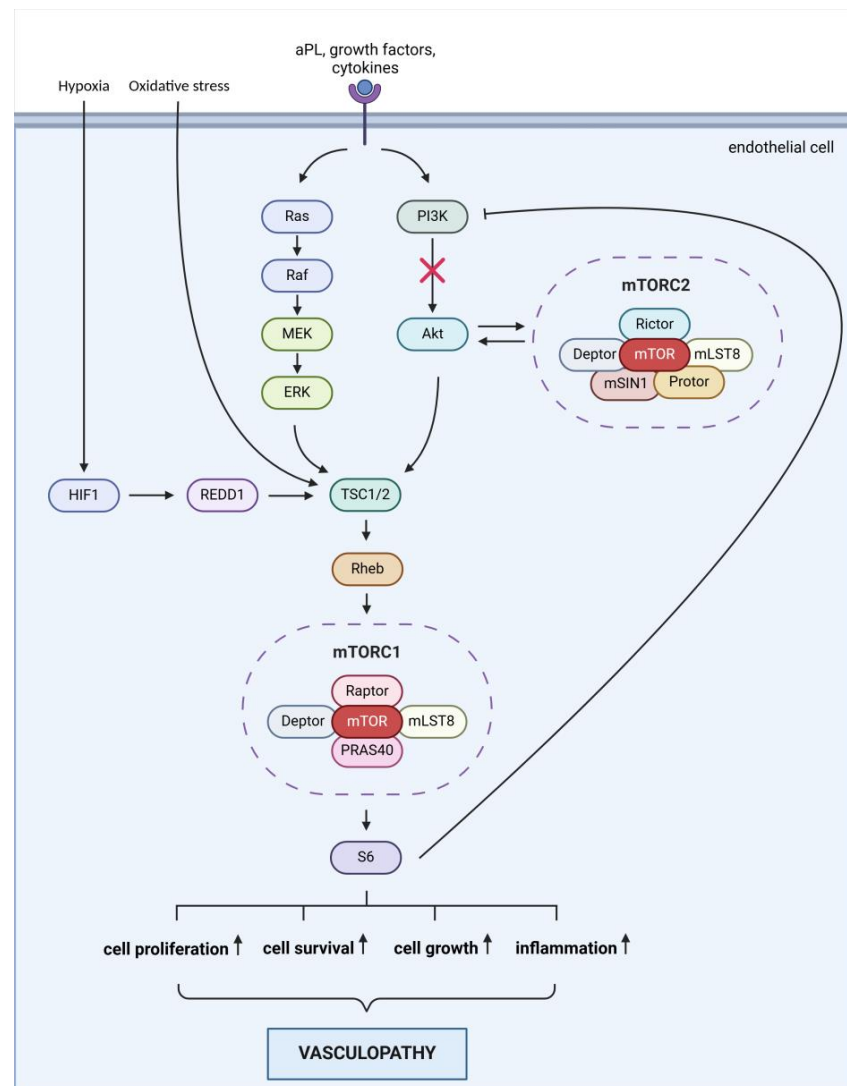 aPL, growth factors,
cytokines
Hypoxia
Oxidative stress
endothelial cell
Ras
PI3K
Raf
mTORC2
Rictor
MEK
Akt
Deptor
mTOR
mLST8
mSIN1
Protor
ERK
HIF1
REDD1
TSC1/2
Rheb
mTORC1
Raptor
Deptor
mTOR
mLST8
PRAS40
S6
cell proliferation
cell survival
cell growth
inflammation
VASCULOPATHY